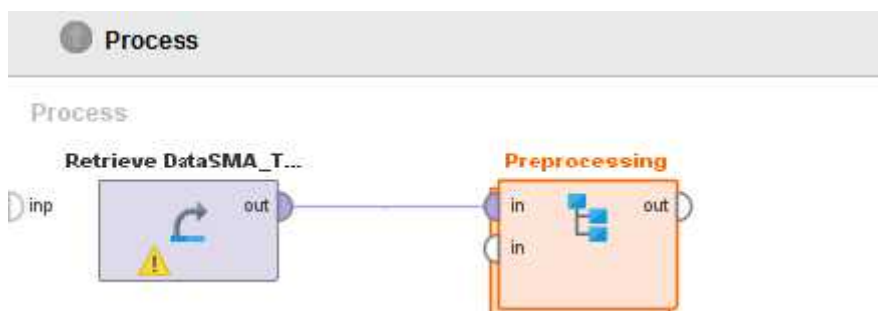 Process
Process
Retrieve DataSMA_T...
Preprocessing
inp
out
in
out
in